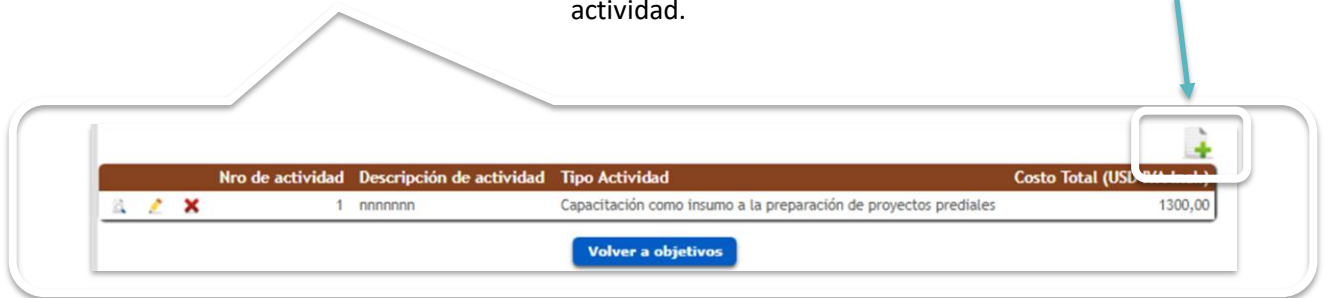 actividad.
Nro de actividad Descripción de actividad Tipo Actividad Costo Total (USD
1 nnnnnnn Capacitación como insumo a la preparación de proyectos prediales 1300,00
Volver a objetivos